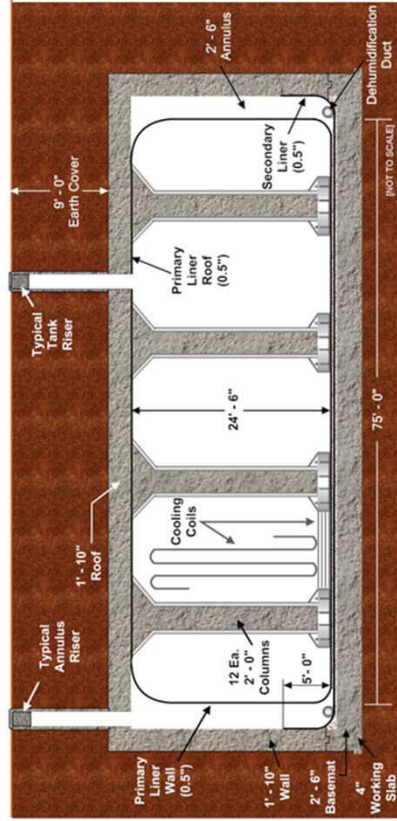 Typical
Annulus
Riser
Typical
Tank
Riser
9' - 0"
Earth Cover
1' - 10"
Roof
2' - 6"
Annulus
Primary
Liner
Roof
(0.5")
24' - 6"
Cooling
Coils
Primary
Liner
Wall
(0.5")
12 Ea.
2' - 0"
Columns
5'- 0"
Secondary
Liner
(0.5")
1' - 10"
Wall
2' - 6"
Basemat
4"
Working
Slab
75' - 0"
Dehumidification
Duct
[NOT TO SCALE]